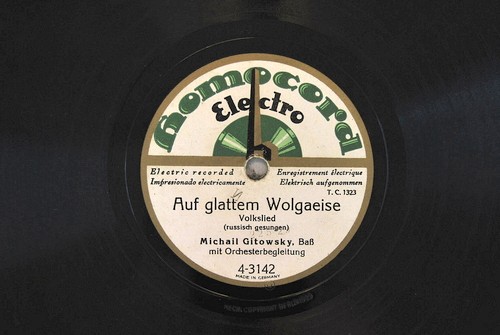 Homocord
Electro
Electric recorded Enregistrement électrique
Impresionado electricamente Elektrisch aufgenommen
T. C. 1323
Auf glattem Wolgaeise
Volkslied
(russisch gesungen)
Michail Gitowsky, Baß
mit Orchesterbegleitung
4-3142
MADE IN GERMANY